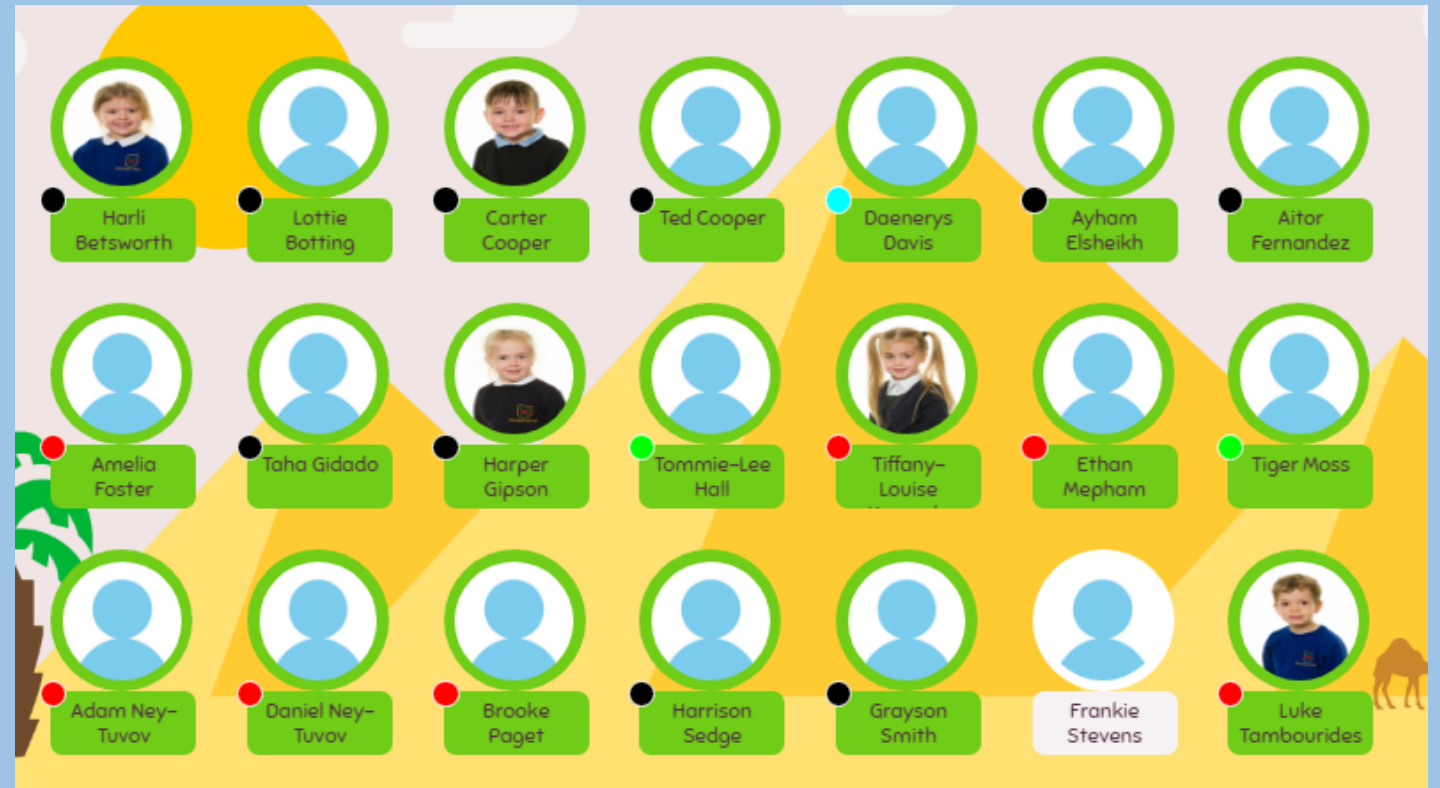 Harli
Betsworth
Lottie
Botting
Carter
Cooper
Ted Cooper
Daenerys
Davis
Ayham
Elsheikh
Aitor
Fernandez
Amelia
Foster
Taha Gidado
Harper
Gipson
Tommie-Lee
Hall
Tiffany-
Louise
Ethan
Mepham
Tiger Moss
Adam Ney-
Tuvov
Daniel Ney-
Tuvov
Brooke
Paget
Harrison
Sedge
Grayson
Smith
Frankie
Stevens
Luke
Tambourides